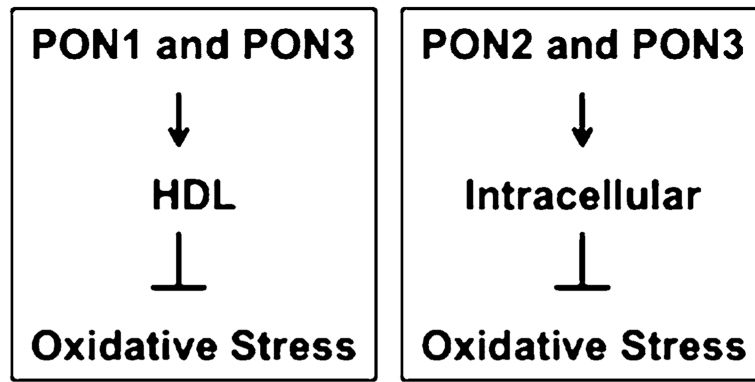 PON1 and PON3
HDL
Oxidative Stress
PON2 and PON3
Intracellular
Oxidative Stress